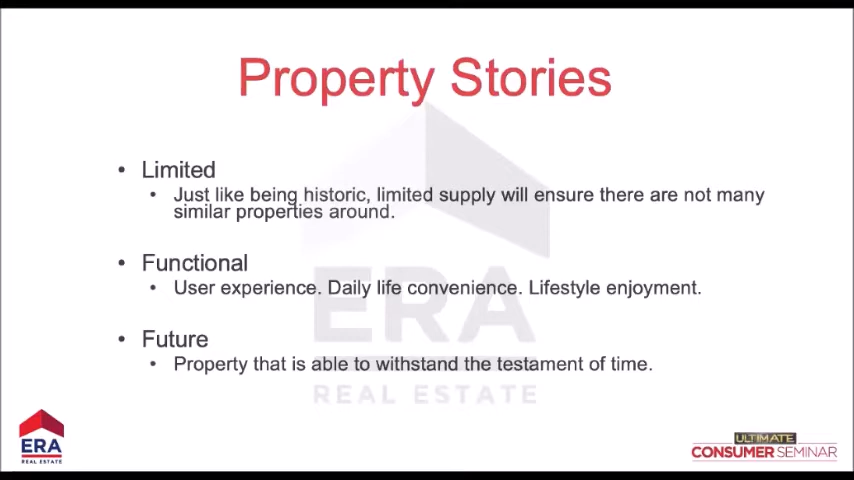 Property Stories
• Limited
• Just like being historic, limited supply will ensure there are not many
similar properties around.
• Functional
• User experience. Daily life convenience. Lifestyle enjoyment.
• Future
• Property that is able to withstand the testament of time.
ERA
REAL ESTATE
ERA
REAL ESTATE
ULTIMATE
CONSUMER SEMINAR